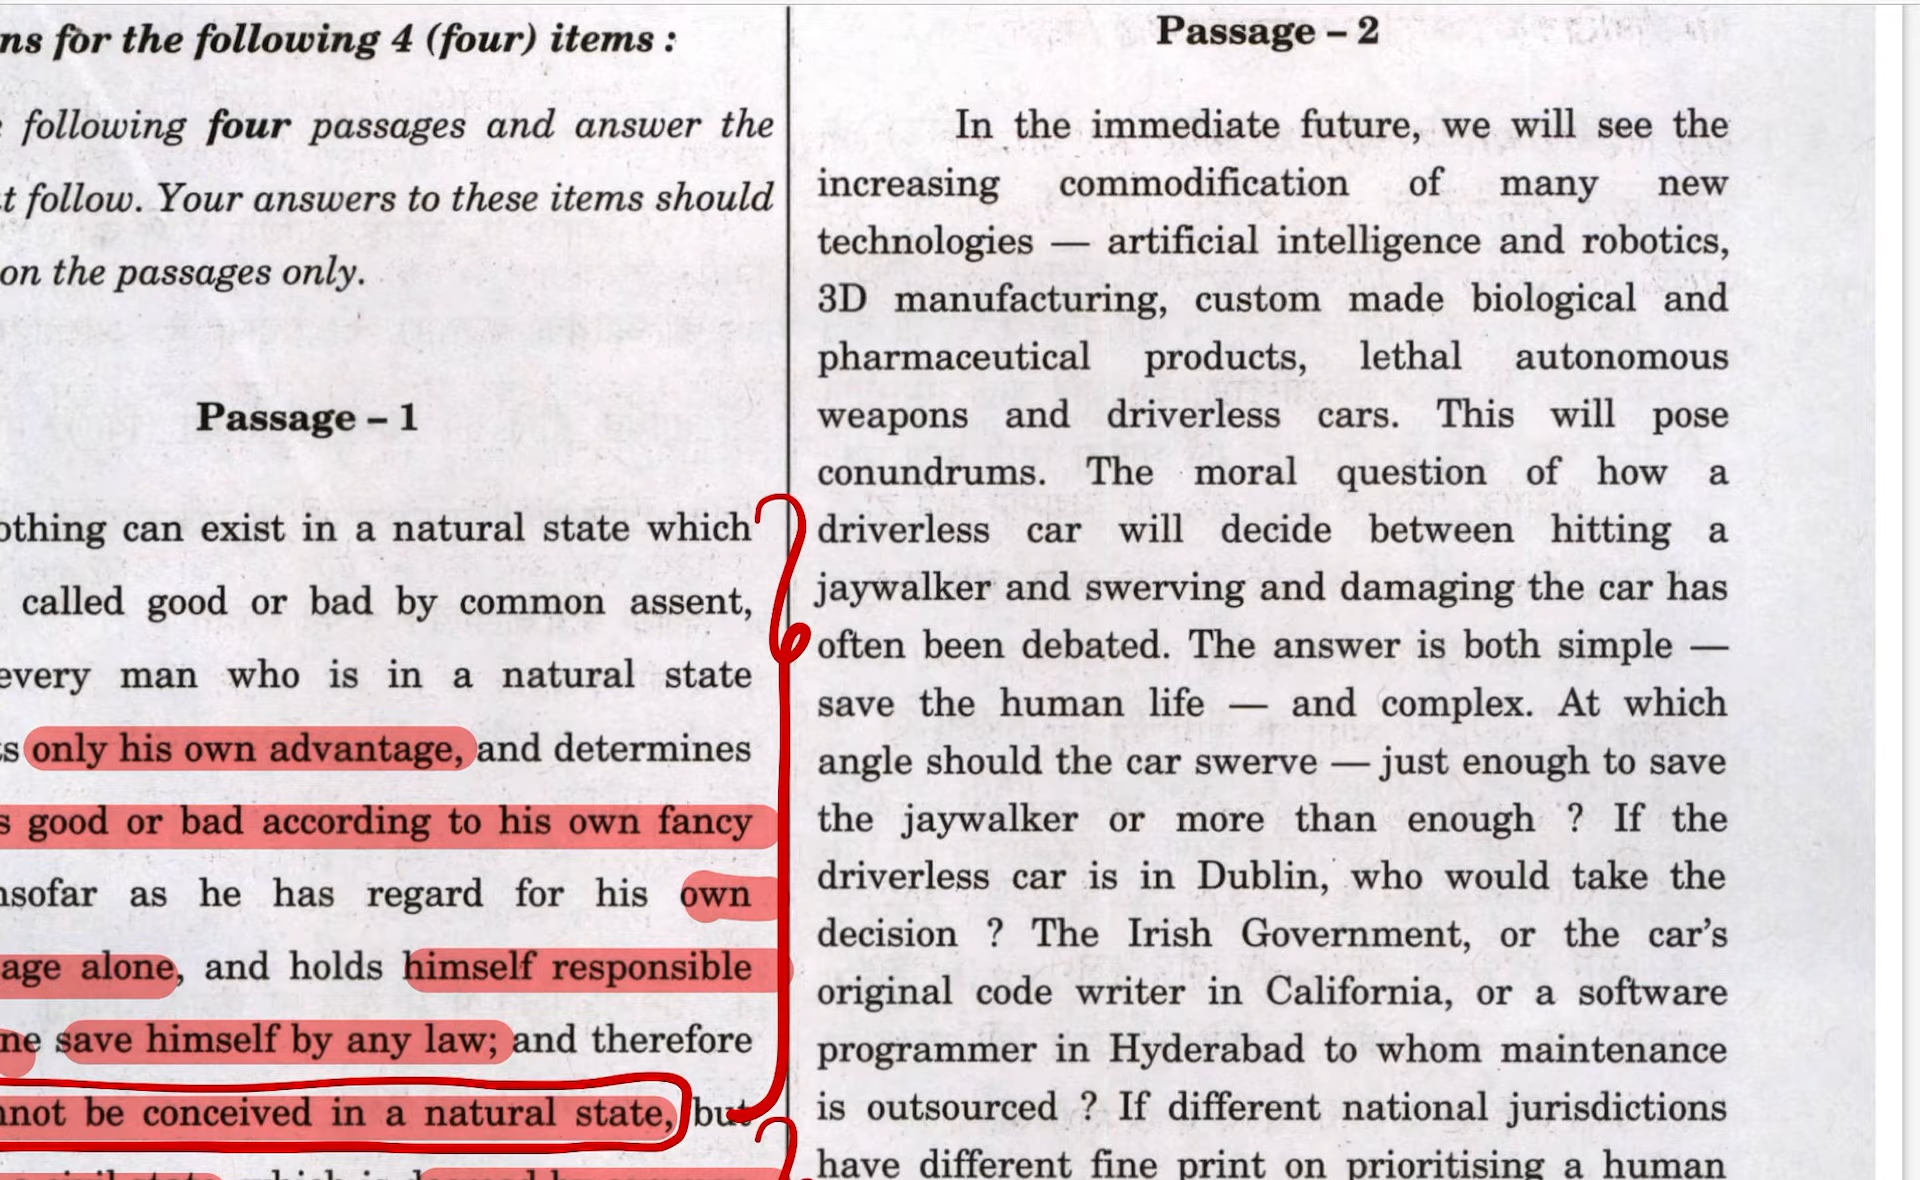 ns for the following 4 (four) items :
following four passages and answer the
t follow. Your answers to these items should
on the passages only.
Passage – 1
othing can exist in a natural state which
called good or bad by common assent,
every man who is in a natural state
s only his own advantage, and determines
s good or bad according to his own fancy
nsofar as he has regard for his own
age alone, and holds himself responsible
ne save himself by any law; and therefore
nnot be conceived in a natural state, but
Passage – 2
In the immediate future, we will see the
increasing commodification of many new
technologies — artificial intelligence and robotics,
3D manufacturing, custom made biological and
pharmaceutical products, lethal autonomous
weapons and driverless cars. This will pose
conundrums. The moral question of how a
driverless car will decide between hitting a
jaywalker and swerving and damaging the car has
often been debated. The answer is both simple —
save the human life — and complex. At which
angle should the car swerve — just enough to save
the jaywalker or more than enough ? If the
driverless car is in Dublin, who would take the
decision ? The Irish Government, or the car's
original code writer in California, or a software
programmer in Hyderabad to whom maintenance
is outsourced ? If different national jurisdictions
have different fine print on prioritising a human